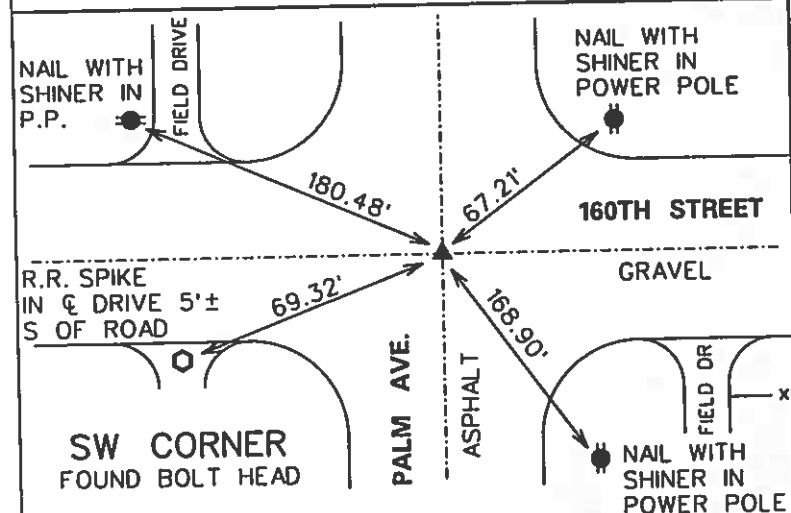 NAIL WITH
SHINER IN
P.P.
FIELD DRIVE
NAIL WITH
SHINER IN
POWER POLE
180.48'
67.21'
160TH STREET
GRAVEL
R.R. SPIKE
IN ℄ DRIVE 5'±
S OF ROAD
69.32'
168.90'
PALM AVE.
ASPHALT
FIELD DR
x
SW CORNER
FOUND BOLT HEAD
NAIL WITH
SHINER IN
POWER POLE